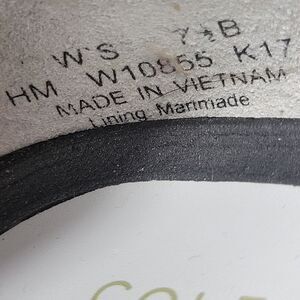 W'S 7½B
HM W10855 K17
MADE IN VIETNAM
Lining: Manmade